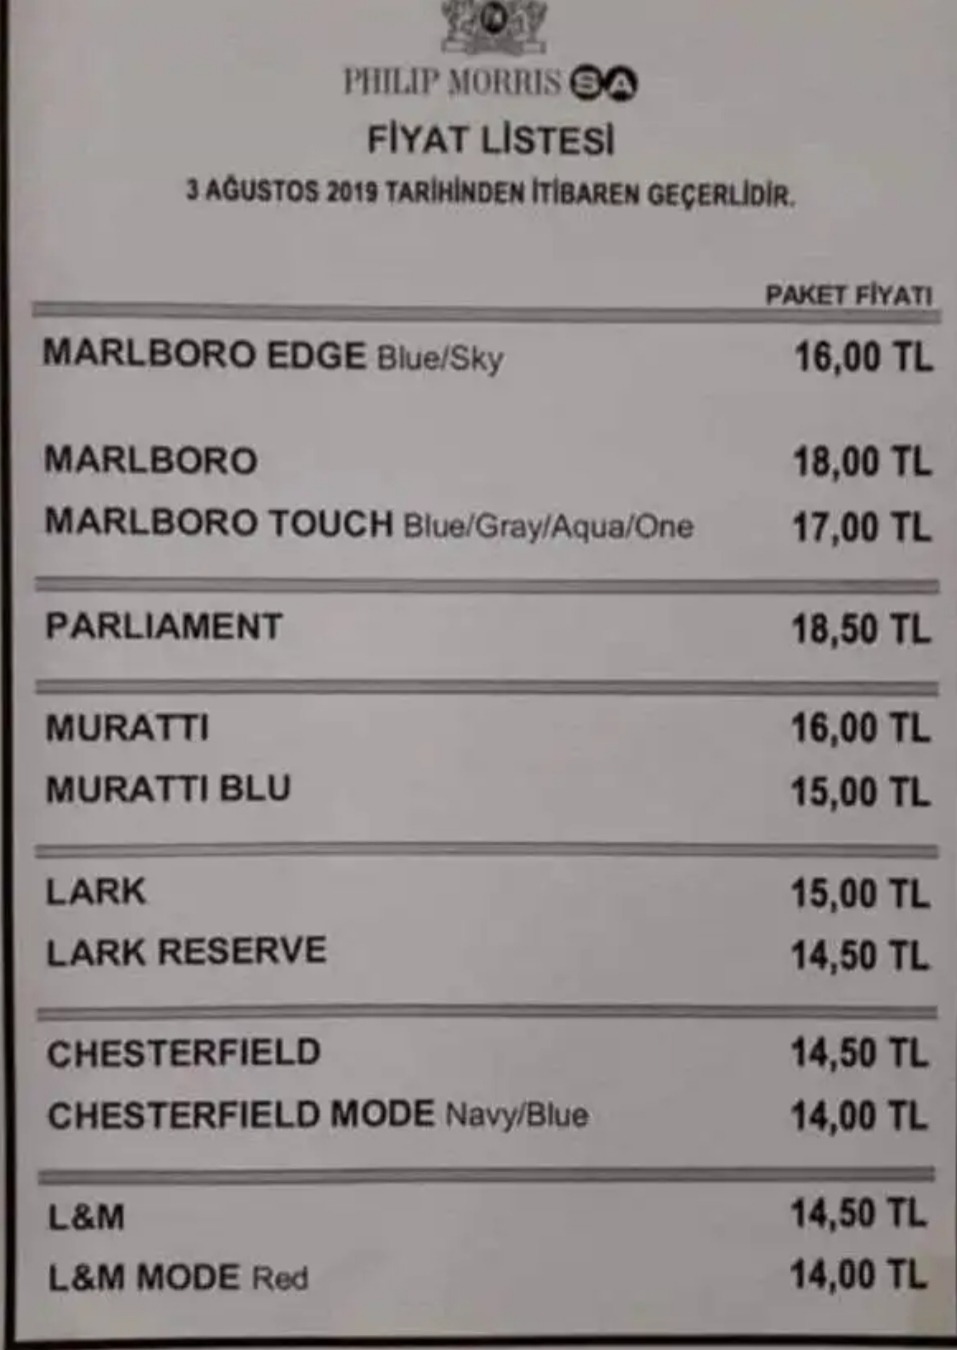 PHILIP MORRIS SA
FİYAT LİSTESİ
3 AĞUSTOS 2019 TARİHİNDEN İTİBAREN GEÇERLİDİR.
PAKET FİYATI
MARLBORO EDGE Blue/Sky 16,00 TL
MARLBORO 18,00 TL
MARLBORO TOUCH Blue/Gray/Aqua/One 17,00 TL
PARLIAMENT 18,50 TL
MURATTI 16,00 TL
MURATTI BLU 15,00 TL
LARK 15,00 TL
LARK RESERVE 14,50 TL
CHESTERFIELD 14,50 TL
CHESTERFIELD MODE Navy/Blue 14,00 TL
L&M 14,50 TL
L&M MODE Red 14,00 TL